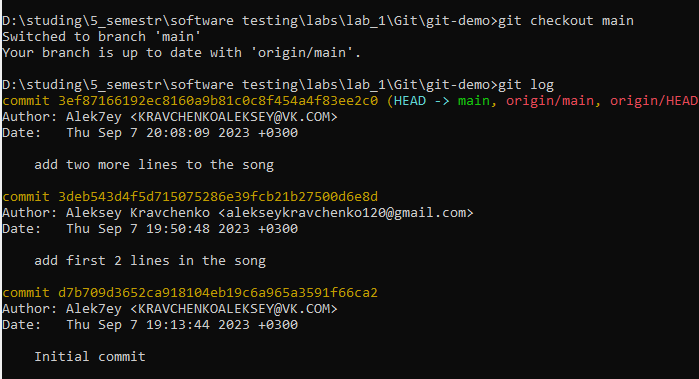 D:\studing\5_semestr\software testing\labs\lab_1\Git\git-demo>git checkout main
Switched to branch 'main'
Your branch is up to date with 'origin/main'.
D:\studing\5_semestr\software testing\labs\lab_1\Git\git-demo>git log
commit 3ef87166192ec8160a9b81c0c8f454a4f83ee2c0 (HEAD -> main, origin/main, origin/HEAD
Author: Alek7ey <KRAVCHENKOALEKSEY@VK.COM>
Date:   Thu Sep 7 20:08:09 2023 +0300
    add two more lines to the song
commit 3deb543d4f5d715075286e39fcb21b27500d6e8d
Author: Aleksey Kravchenko <alekseykravchenko120@gmail.com>
Date:   Thu Sep 7 19:50:48 2023 +0300
    add first 2 lines in the song
commit d7b709d3652ca918104eb19c6a965a3591f66ca2
Author: Alek7ey <KRAVCHENKOALEKSEY@VK.COM>
Date:   Thu Sep 7 19:13:44 2023 +0300
    Initial commit